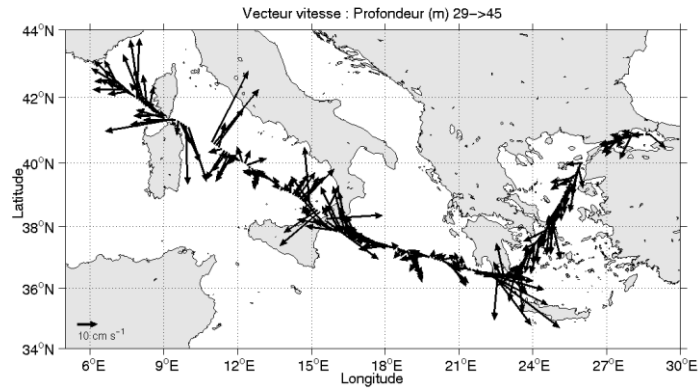 Vecteur vitesse : Profondeur (m) 29->45
44°N
42°N
40°N
38°N
36°N
34°N
Latitude
10 cm s⁻¹
6°E 9°E 12°E 15°E 18°E 21°E 24°E 27°E 30°E
Longitude